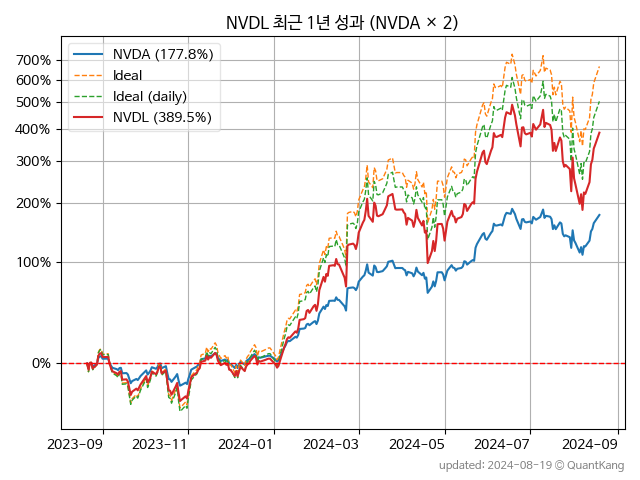 NVDL 최근 1년 성과 (NVDA × 2)
NVDA (177.8%)
Ideal
Ideal (daily)
NVDL (389.5%)
700%
600%
500%
400%
300%
200%
100%
0%
2023-09
2023-11
2024-01
2024-03
2024-05
2024-07
2024-09
updated: 2024-08-19 © QuantKang